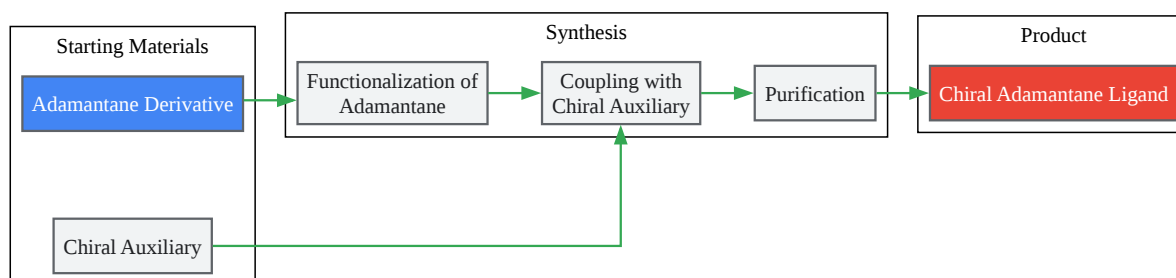 Starting Materials
Adamantane Derivative
Chiral Auxiliary
Synthesis
Functionalization of
Adamantane
Coupling with
Chiral Auxiliary
Purification
Product
Chiral Adamantane Ligand